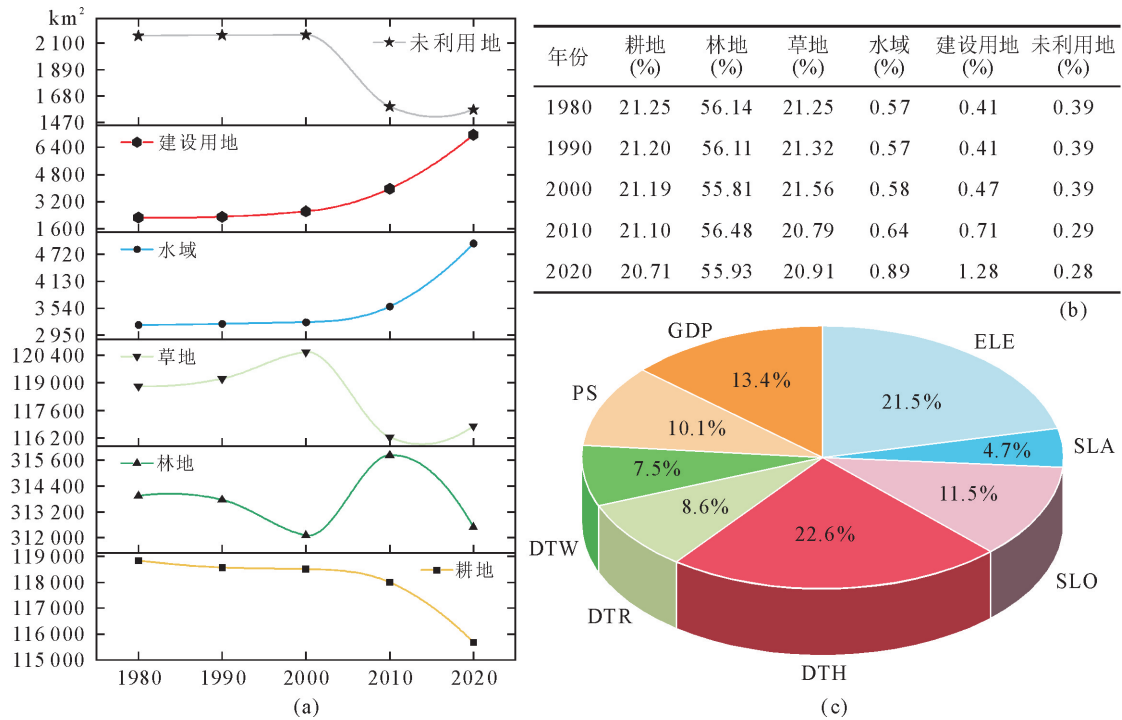 km²
2 100
1 890
1 680
1 470
未利用地
6 400
4 800
3 200
1 600
建设用地
4 720
4 130
3 540
2 950
水域
120 400
119 000
117 600
116 200
草地
315 600
314 400
313 200
312 000
林地
119 000
118 000
117 000
116 000
115 000
耕地
1980 1990 2000 2010 2020
(a)
年份 耕地(%) 林地(%) 草地(%) 水域(%) 建设用地(%) 未利用地(%)
1980 21.25 56.14 21.25 0.57 0.41 0.39
1990 21.20 56.11 21.32 0.57 0.41 0.39
2000 21.19 55.81 21.56 0.58 0.47 0.39
2010 21.10 56.48 20.79 0.64 0.71 0.29
2020 20.71 55.93 20.91 0.89 1.28 0.28
(b)
GDP
13.4%
ELE
21.5%
PS
10.1%
SLA
4.7%
DTW
7.5%
SLO
11.5%
DTR
8.6%
DTH
22.6%
(c)